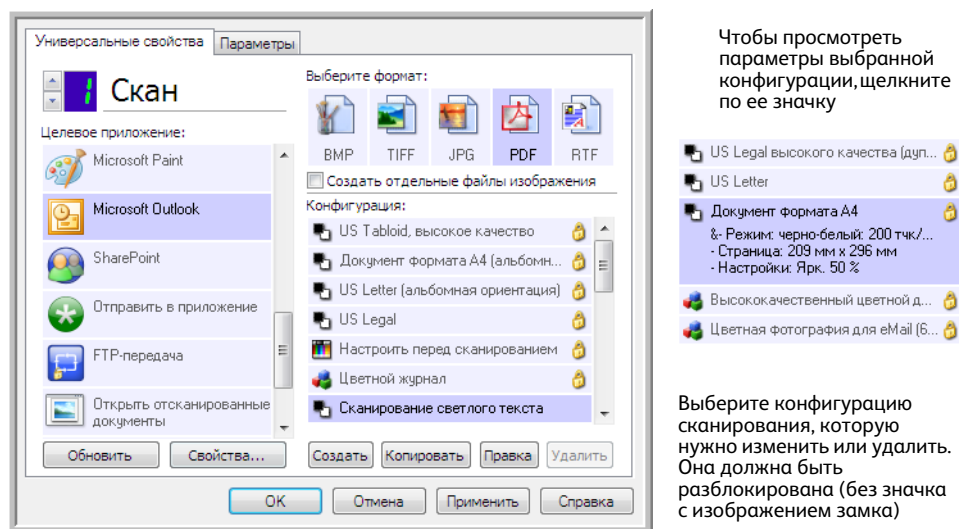 Универсальные свойства
Параметры
1 Скан
Целевое приложение:
Microsoft Paint
Microsoft Outlook
SharePoint
Отправить в приложение
FTP-передача
Открыть отсканированные
документы
Обновить
Свойства...
Выберите формат:
BMP
TIFF
JPG
PDF
RTF
Создать отдельные файлы изображения
Конфигурация:
US Tabloid, высокое качество
Документ формата A4 (альбомн...
US Letter (альбомная ориентация)
US Legal
Настроить перед сканированием
Цветной журнал
Сканирование светлого текста
Создать
Копировать
Правка
Удалить
OK
Отмена
Применить
Справка
Чтобы просмотреть
параметры выбранной
конфигурации, щелкните
по ее значку
US Legal высокого качества (дуп...
US Letter
Документ формата A4
&- Режим: черно-белый: 200 тчк/...
- Страница: 209 мм x 296 мм
- Настройки: Ярк. 50 %
Высококачественный цветной д...
Цветная фотография для eMail (6...
Выберите конфигурацию
сканирования, которую
нужно изменить или удалить.
Она должна быть
разблокирована (без значка
с изображением замка)